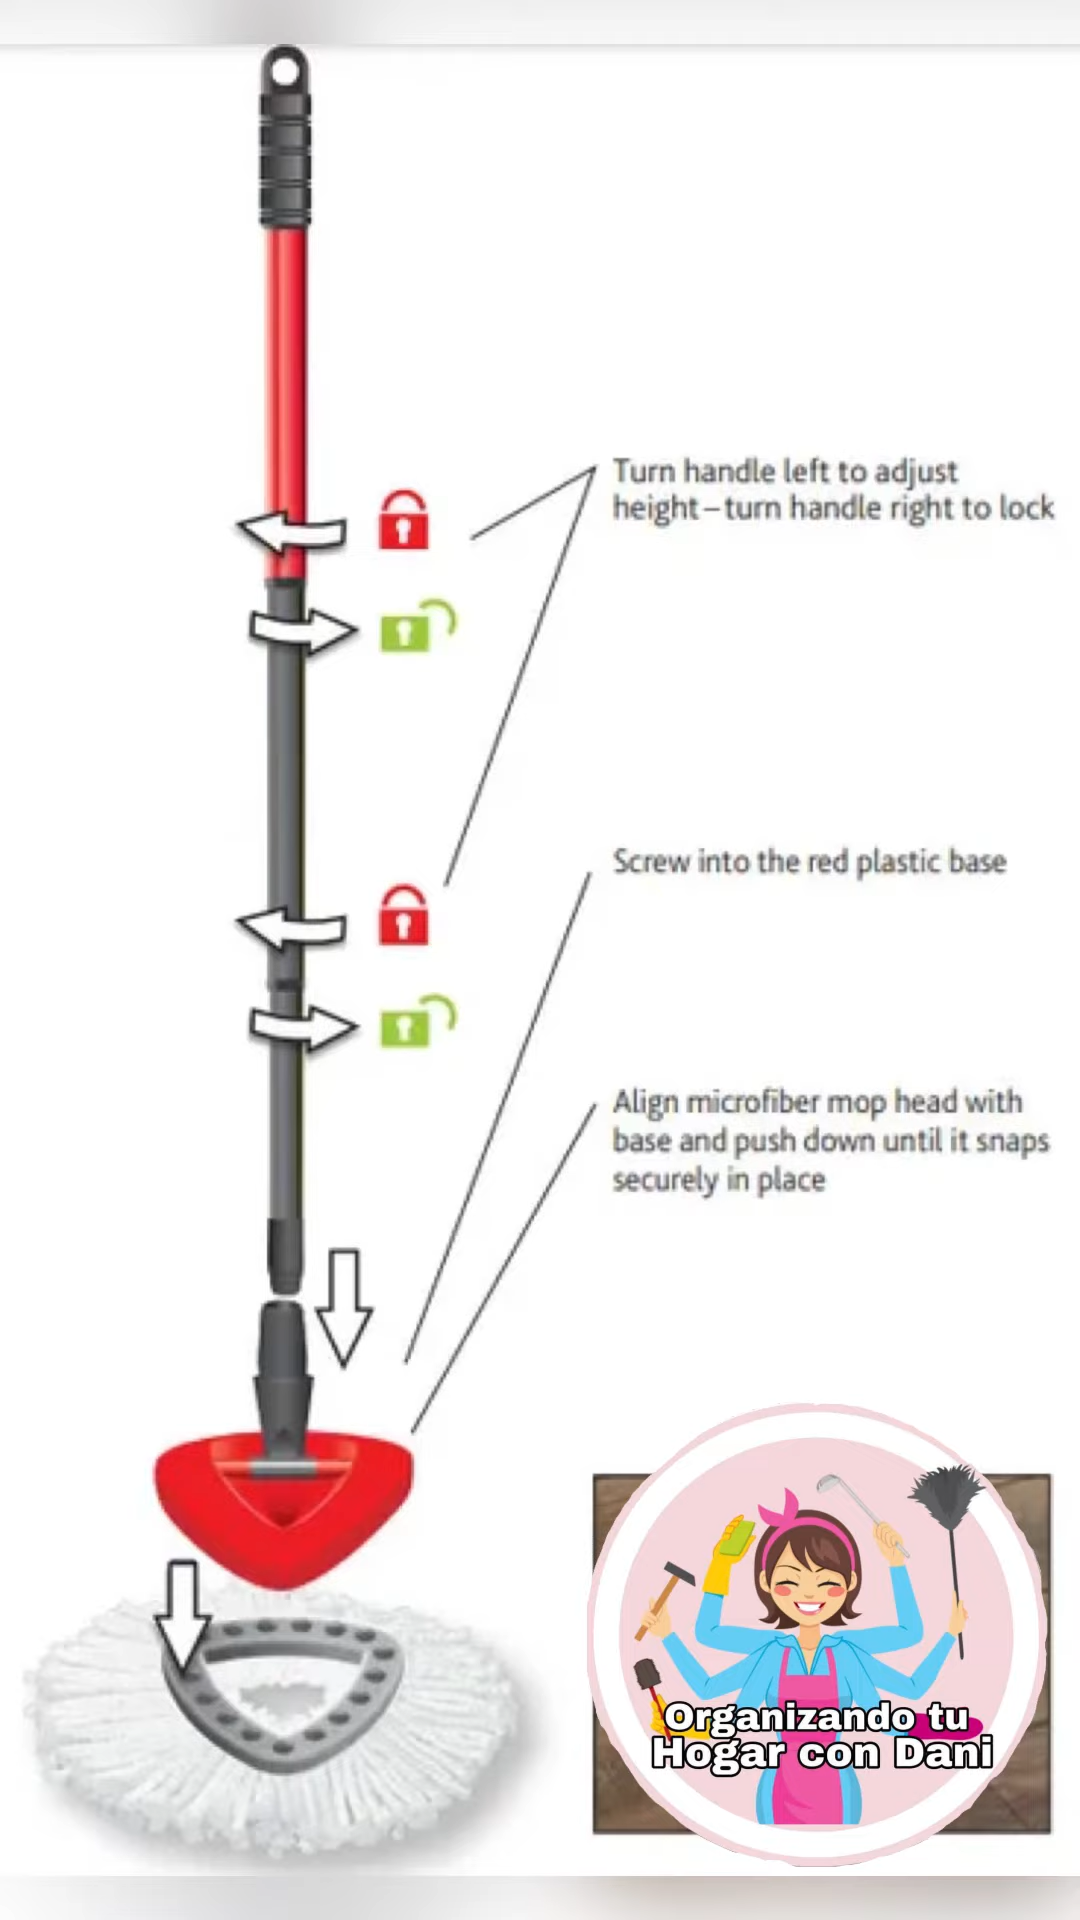 Turn handle left to adjust
height–turn handle right to lock
Screw into the red plastic base
Align microfiber mop head with
base and push down until it snaps
securely in place
Organizando tu
Hogar con Dani